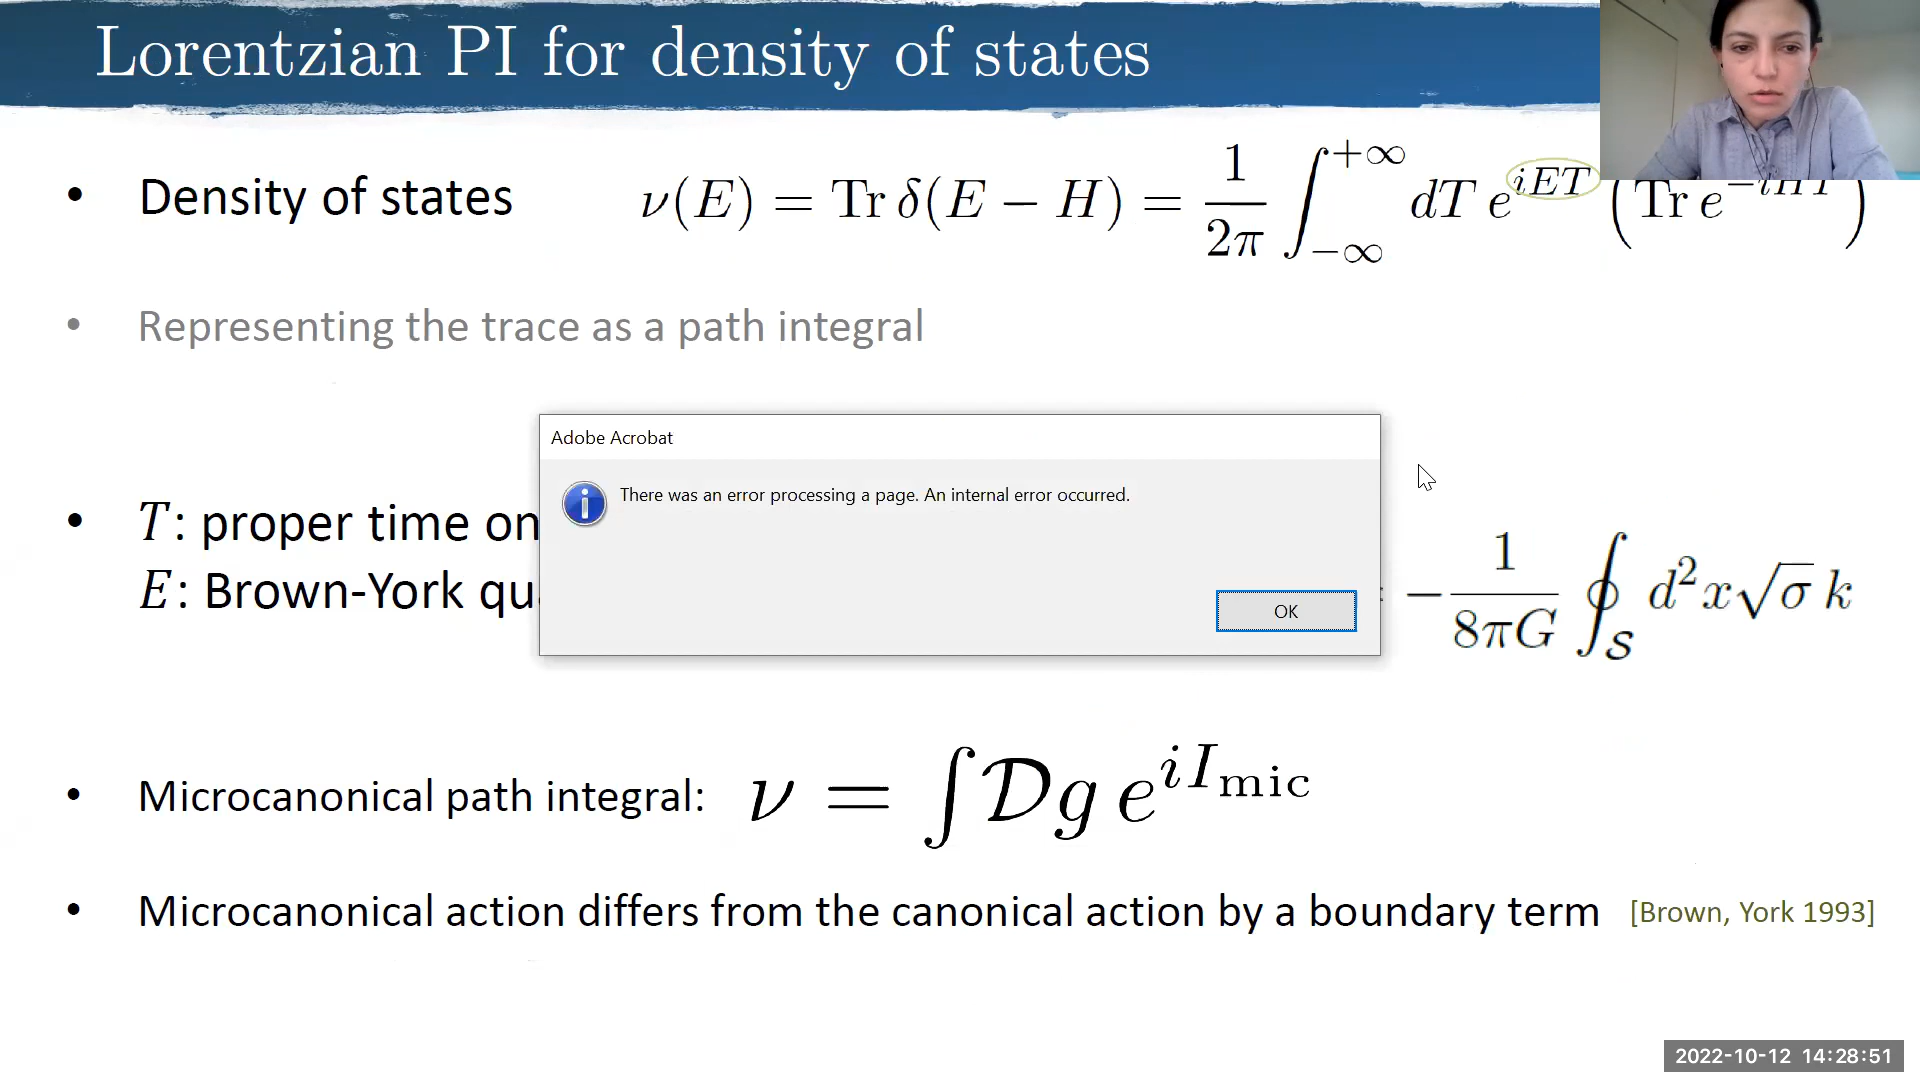 Lorentzian PI for density of states
• Density of states ν(E) = Tr δ(E − H) = 1/2π ∫_{−∞}^{+∞} dT e^{iET} (Tr e^{−iHT})
• Representing the trace as a path integral
Adobe Acrobat
There was an error processing a page. An internal error occurred.
OK
• T: proper time on
E: Brown-York − 1/8πG ∮_S d²x√σ k
• Microcanonical path integral: ν = ∫Dg e^{iI_mic}
• Microcanonical action differs from the canonical action by a boundary term [Brown, York 1993]
2022-10-12 14:28:51